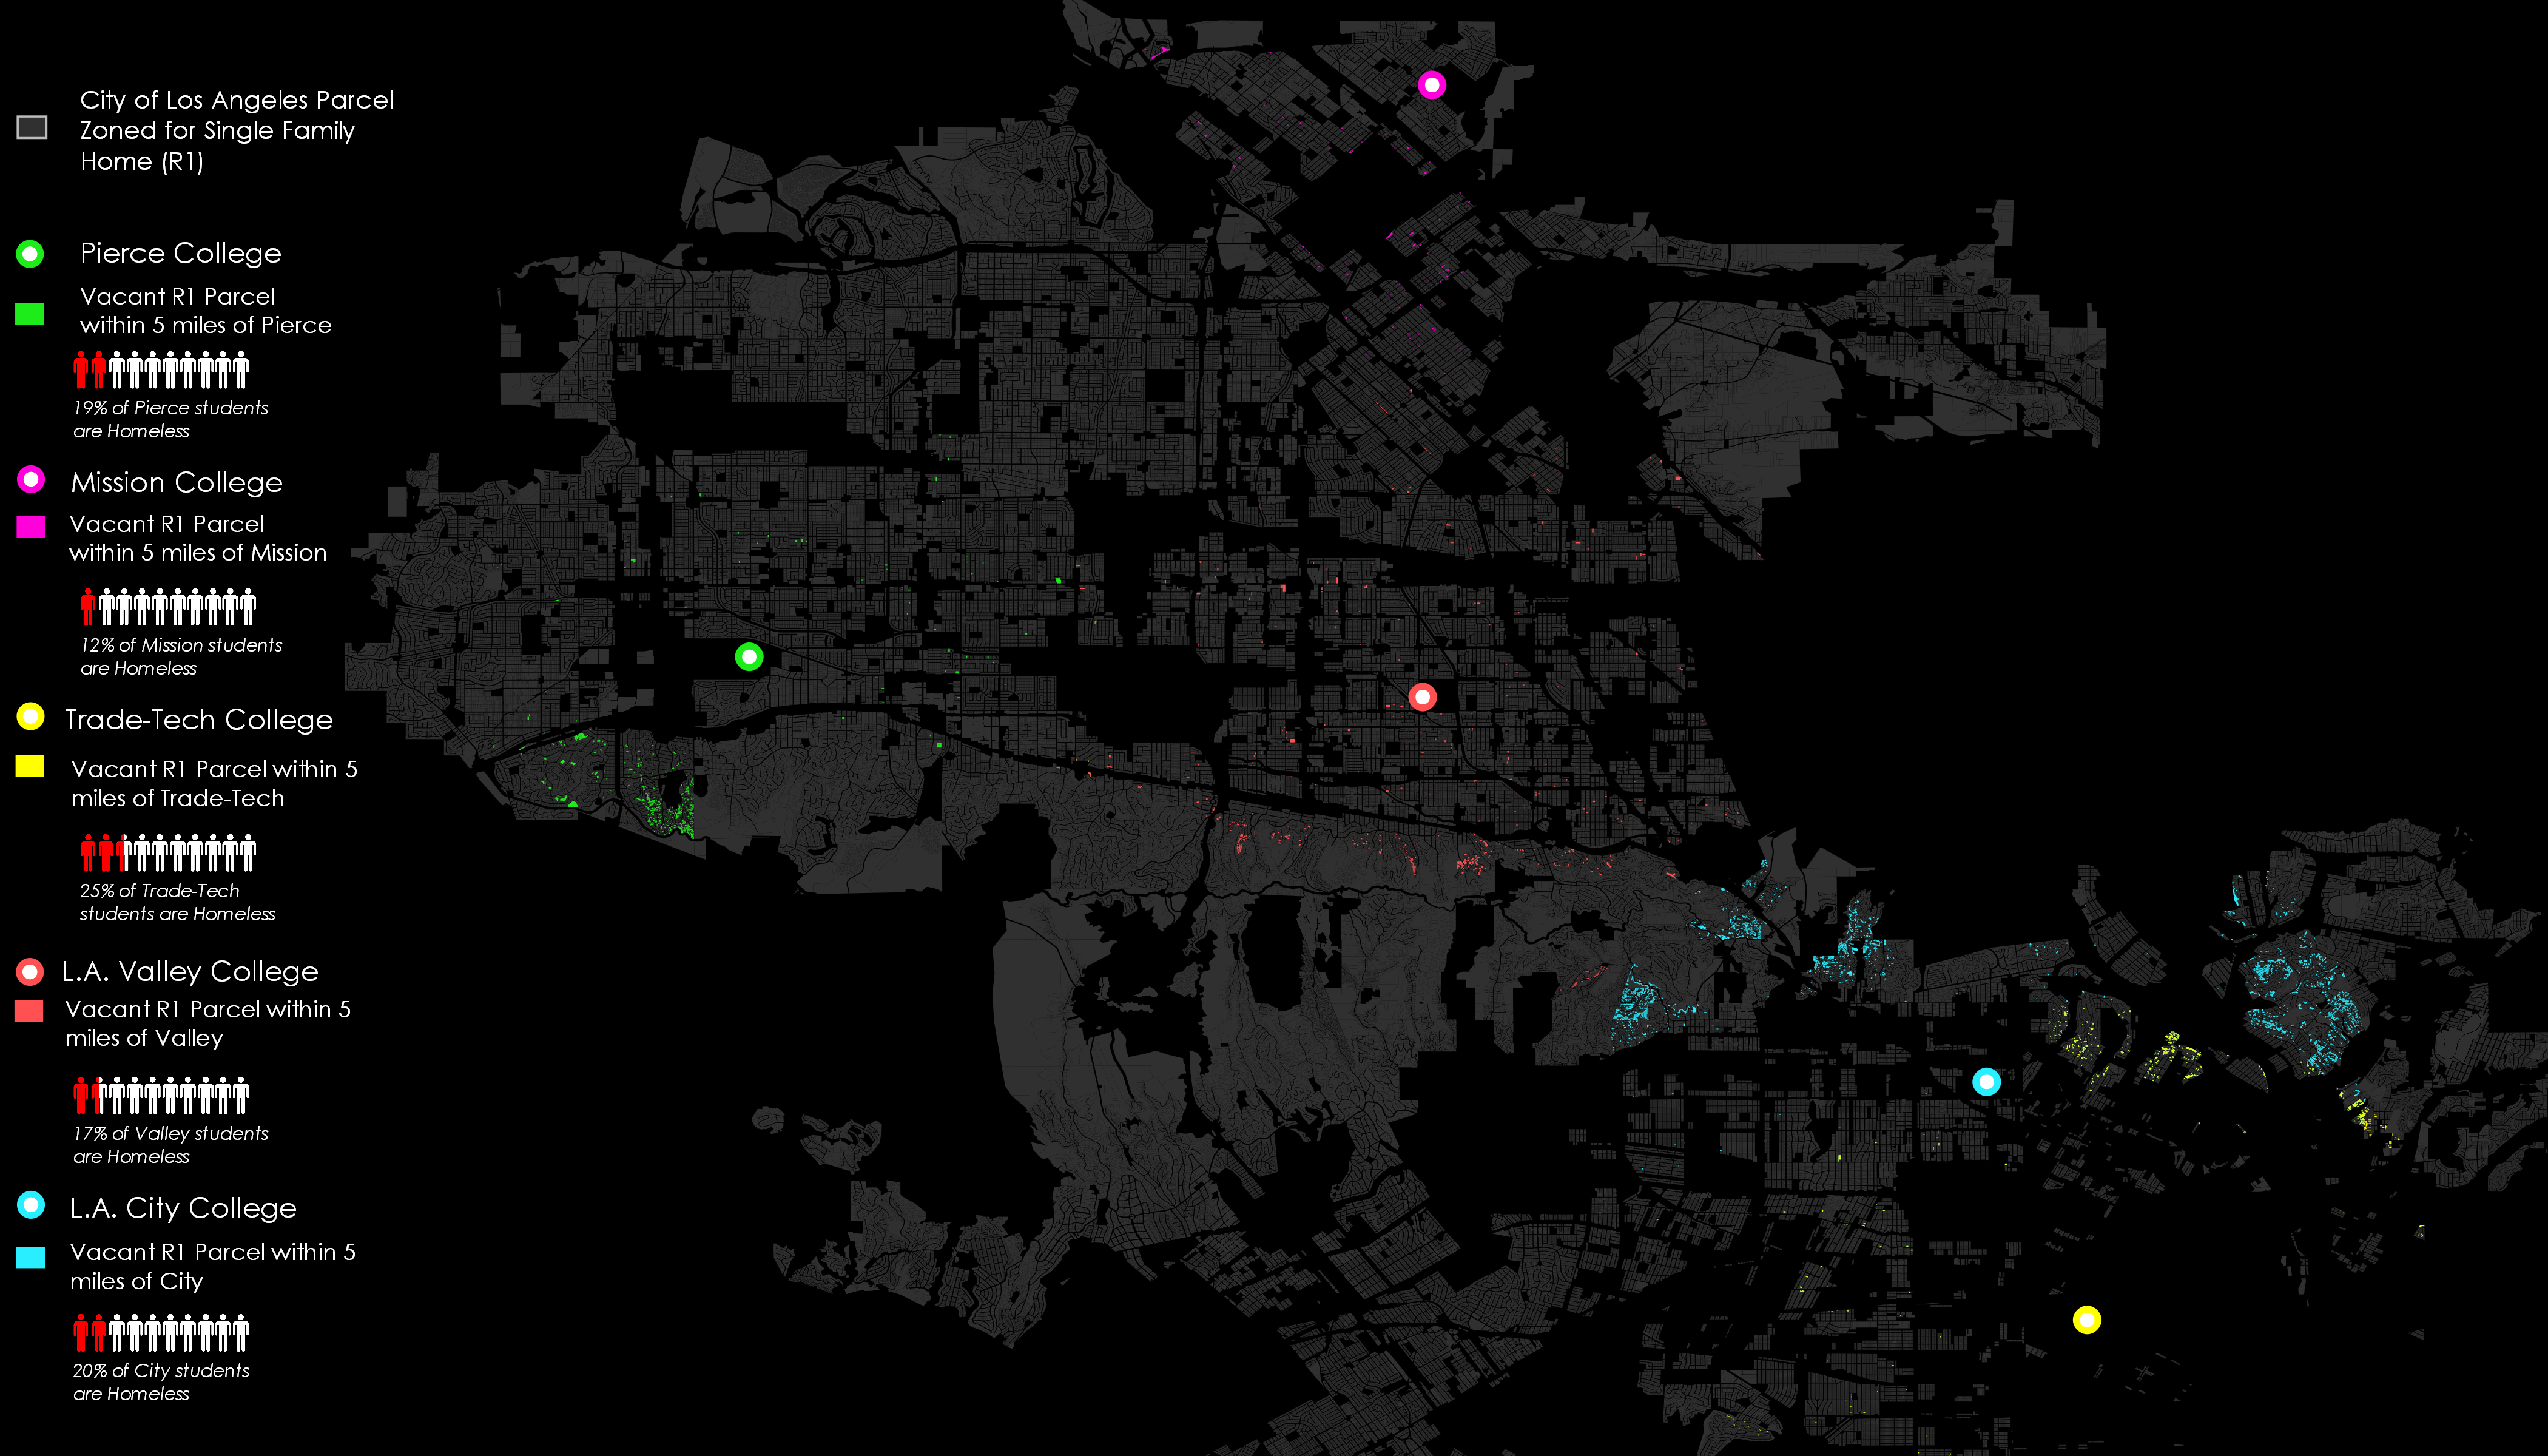 City of Los Angeles Parcel
Zoned for Single Family
Home (R1)
Pierce College
Vacant R1 Parcel
within 5 miles of Pierce
19% of Pierce students
are Homeless
Mission College
Vacant R1 Parcel
within 5 miles of Mission
12% of Mission students
are Homeless
Trade-Tech College
Vacant R1 Parcel within 5
miles of Trade-Tech
25% of Trade-Tech
students are Homeless
L.A. Valley College
Vacant R1 Parcel within 5
miles of Valley
17% of Valley students
are Homeless
L.A. City College
Vacant R1 Parcel within 5
miles of City
20% of City students
are Homeless